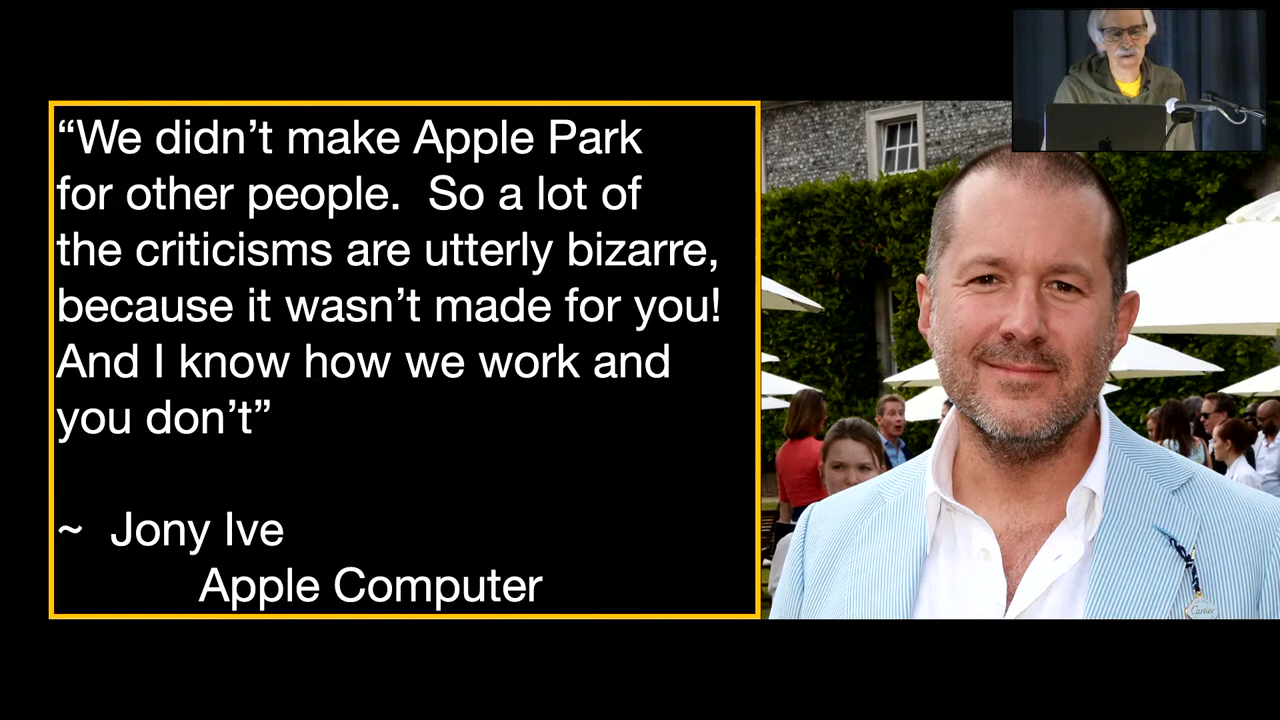 “We didn’t make Apple Park
for other people.  So a lot of
the criticisms are utterly bizarre,
because it wasn’t made for you!
And I know how we work and
you don’t”
~  Jony Ive
Apple Computer
Cartier